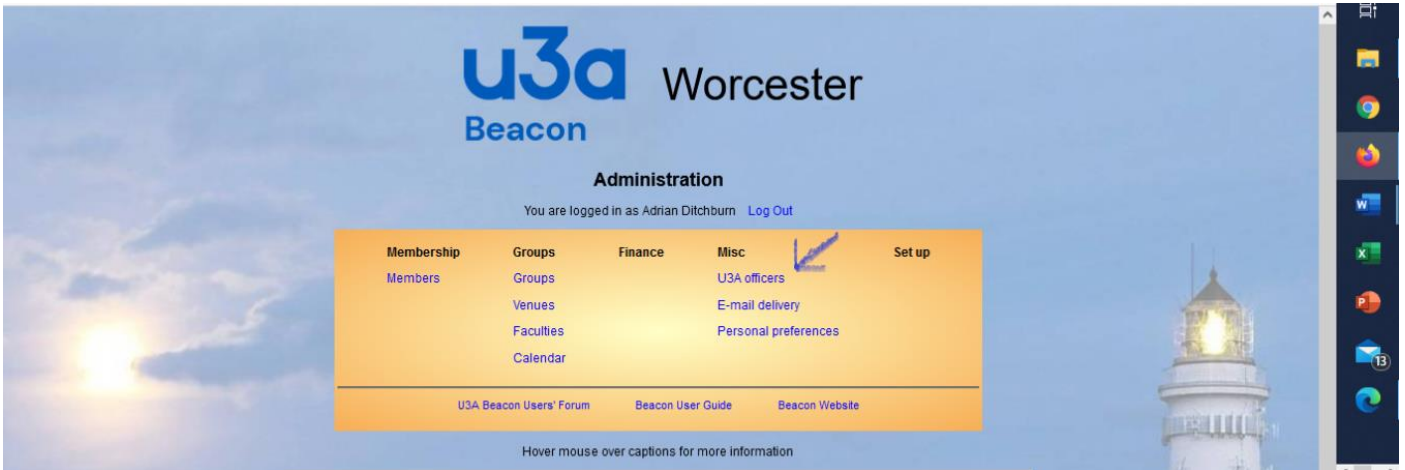 u3a Worcester
Beacon
Administration
You are logged in as Adrian Ditchburn Log Out
Membership Groups Finance Misc Set up
Members Groups U3A officers
Venues E-mail delivery
Faculties Personal preferences
Calendar
U3A Beacon Users' Forum Beacon User Guide Beacon Website
Hover mouse over captions for more information
W
X
P
13